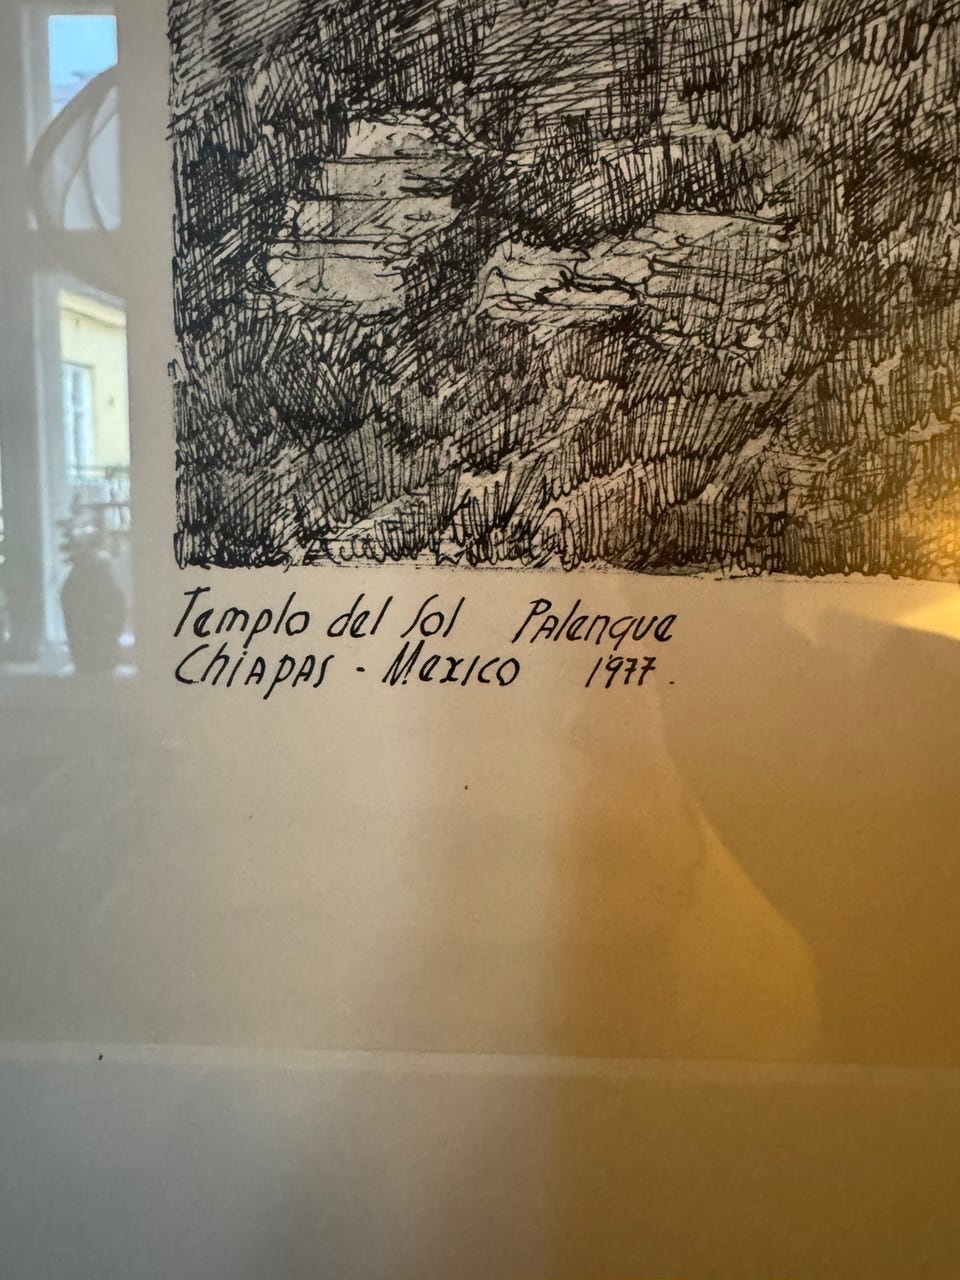 Templo del Sol Palenque
Chiapas - Mexico 1977.